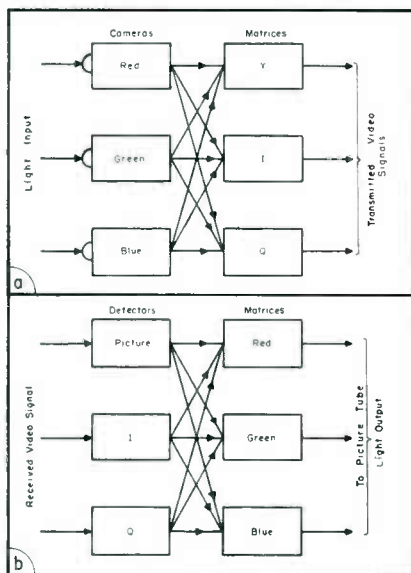 Cameras Matrices
Red Y
Light Input
Green I
Transmitted Video
Signals
Blue Q
a
Detectors Matrices
Picture Red
Received Video Signal
I Green
To Picture Tube
Light Output
Q Blue
b